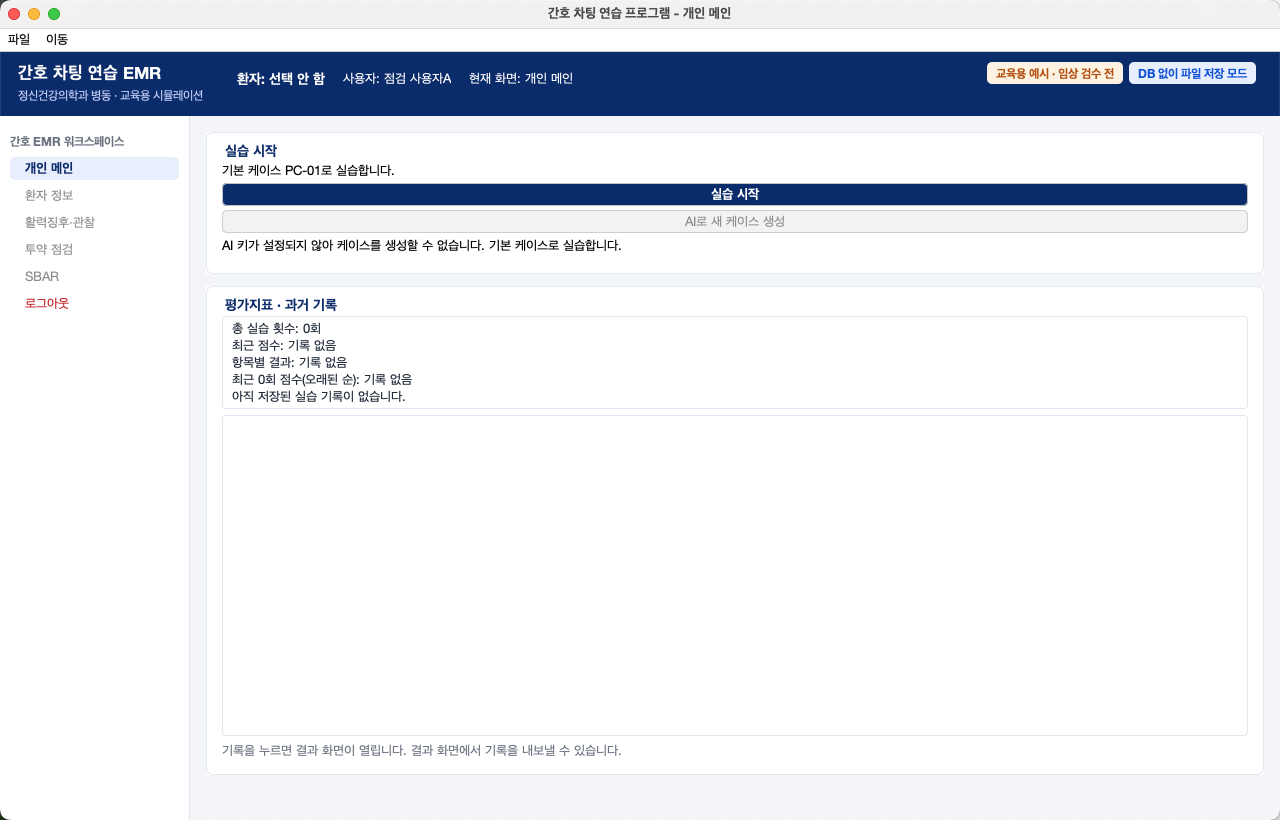 간호 차팅 연습 프로그램 - 개인 메인
파일 이동
간호 차팅 연습 EMR
정신건강의학과 병동 · 교육용 시뮬레이션
환자: 선택 안 함 사용자: 점검 사용자A 현재 화면: 개인 메인
교육용 예시 · 임상 검수 전 DB 없이 파일 저장 모드
간호 EMR 워크스페이스
개인 메인
환자 정보
활력징후·관찰
투약 점검
SBAR
로그아웃
실습 시작
기본 케이스 PC-01로 실습합니다.
실습 시작
AI로 새 케이스 생성
AI 키가 설정되지 않아 케이스를 생성할 수 없습니다. 기본 케이스로 실습합니다.
평가지표 · 과거 기록
총 실습 횟수: 0회
최근 점수: 기록 없음
항목별 결과: 기록 없음
최근 0회 점수(오래된 순): 기록 없음
아직 저장된 실습 기록이 없습니다.
기록을 누르면 결과 화면이 열립니다. 결과 화면에서 기록을 내보낼 수 있습니다.